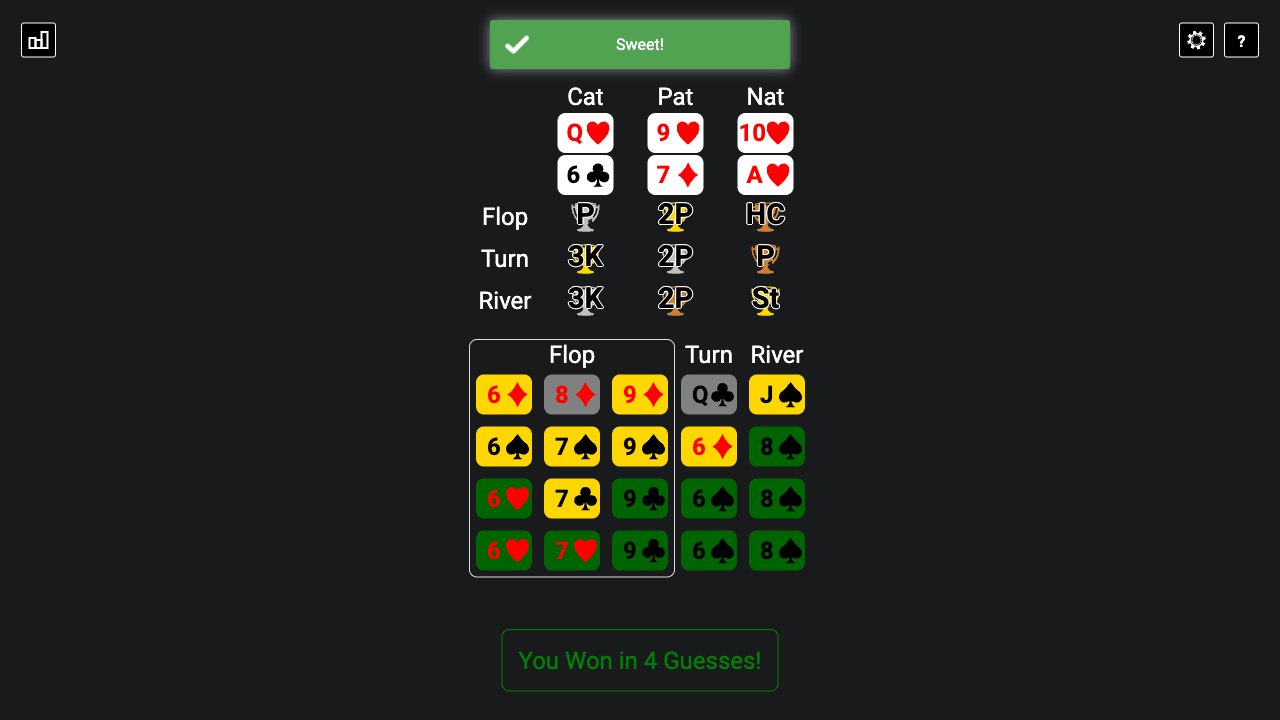 Sweet!
?
Cat Pat Nat
Q 9 10
6 7 A
Flop P 2P HC
Turn 3K 2P P
River 3K 2P St
Flop Turn River
6 8 9 Q J
6 7 9 6 8
6 7 9 6 8
6 7 9 6 8
You Won in 4 Guesses!